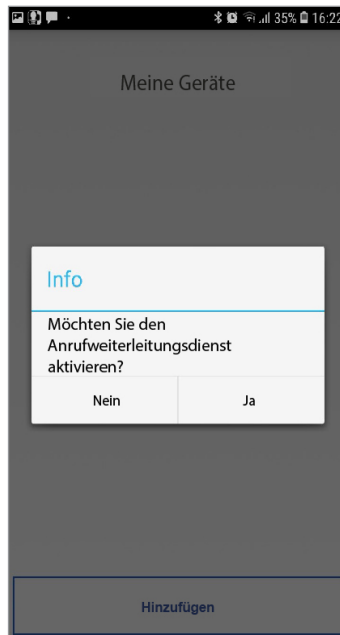 35% 16:22
Meine Geräte
Info
Möchten Sie den
Anrufweiterleitungsdienst
aktivieren?
Nein Ja
Hinzufügen